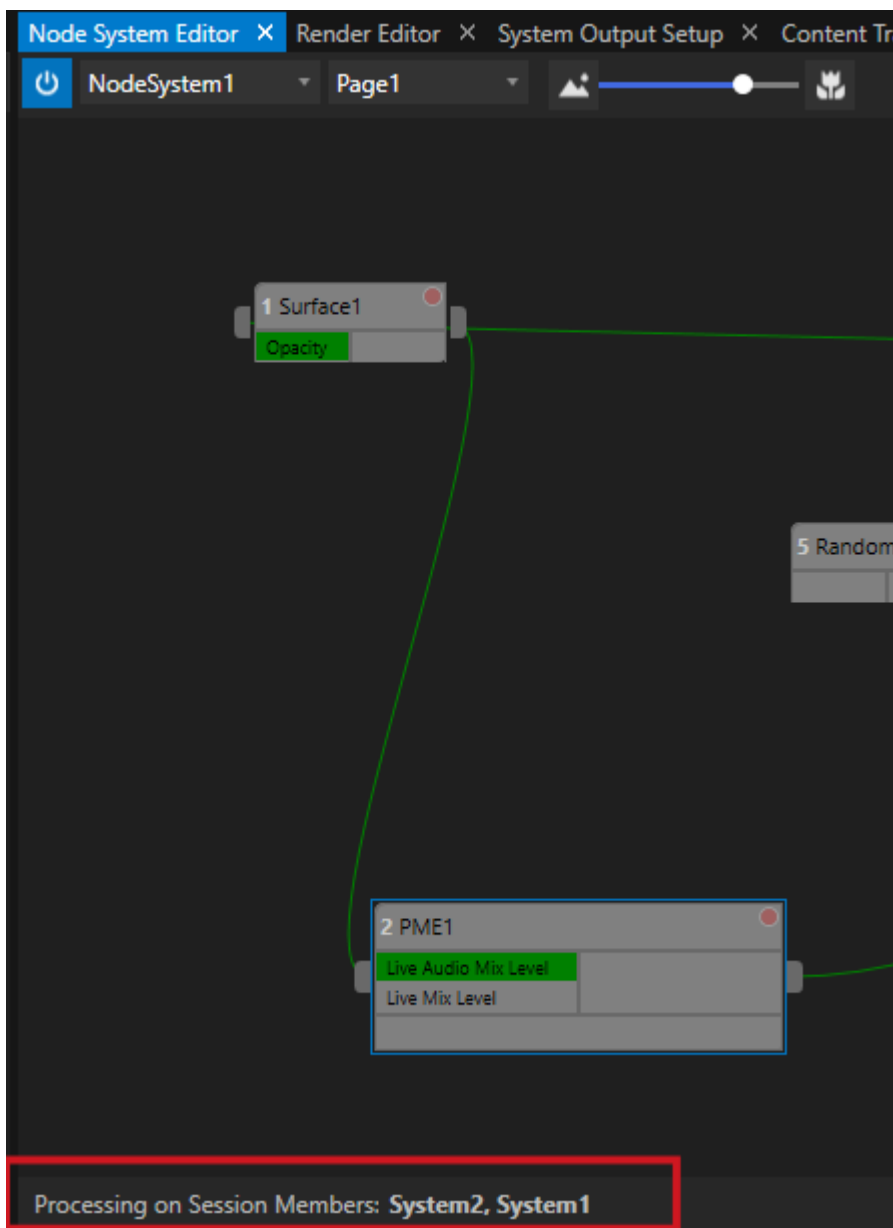 Node System Editor × Render Editor × System Output Setup × Content Tr
NodeSystem1 Page1
1 Surface1
Opacity
5 Random
2 PME1
Live Audio Mix Level
Live Mix Level
Processing on Session Members: System2, System1